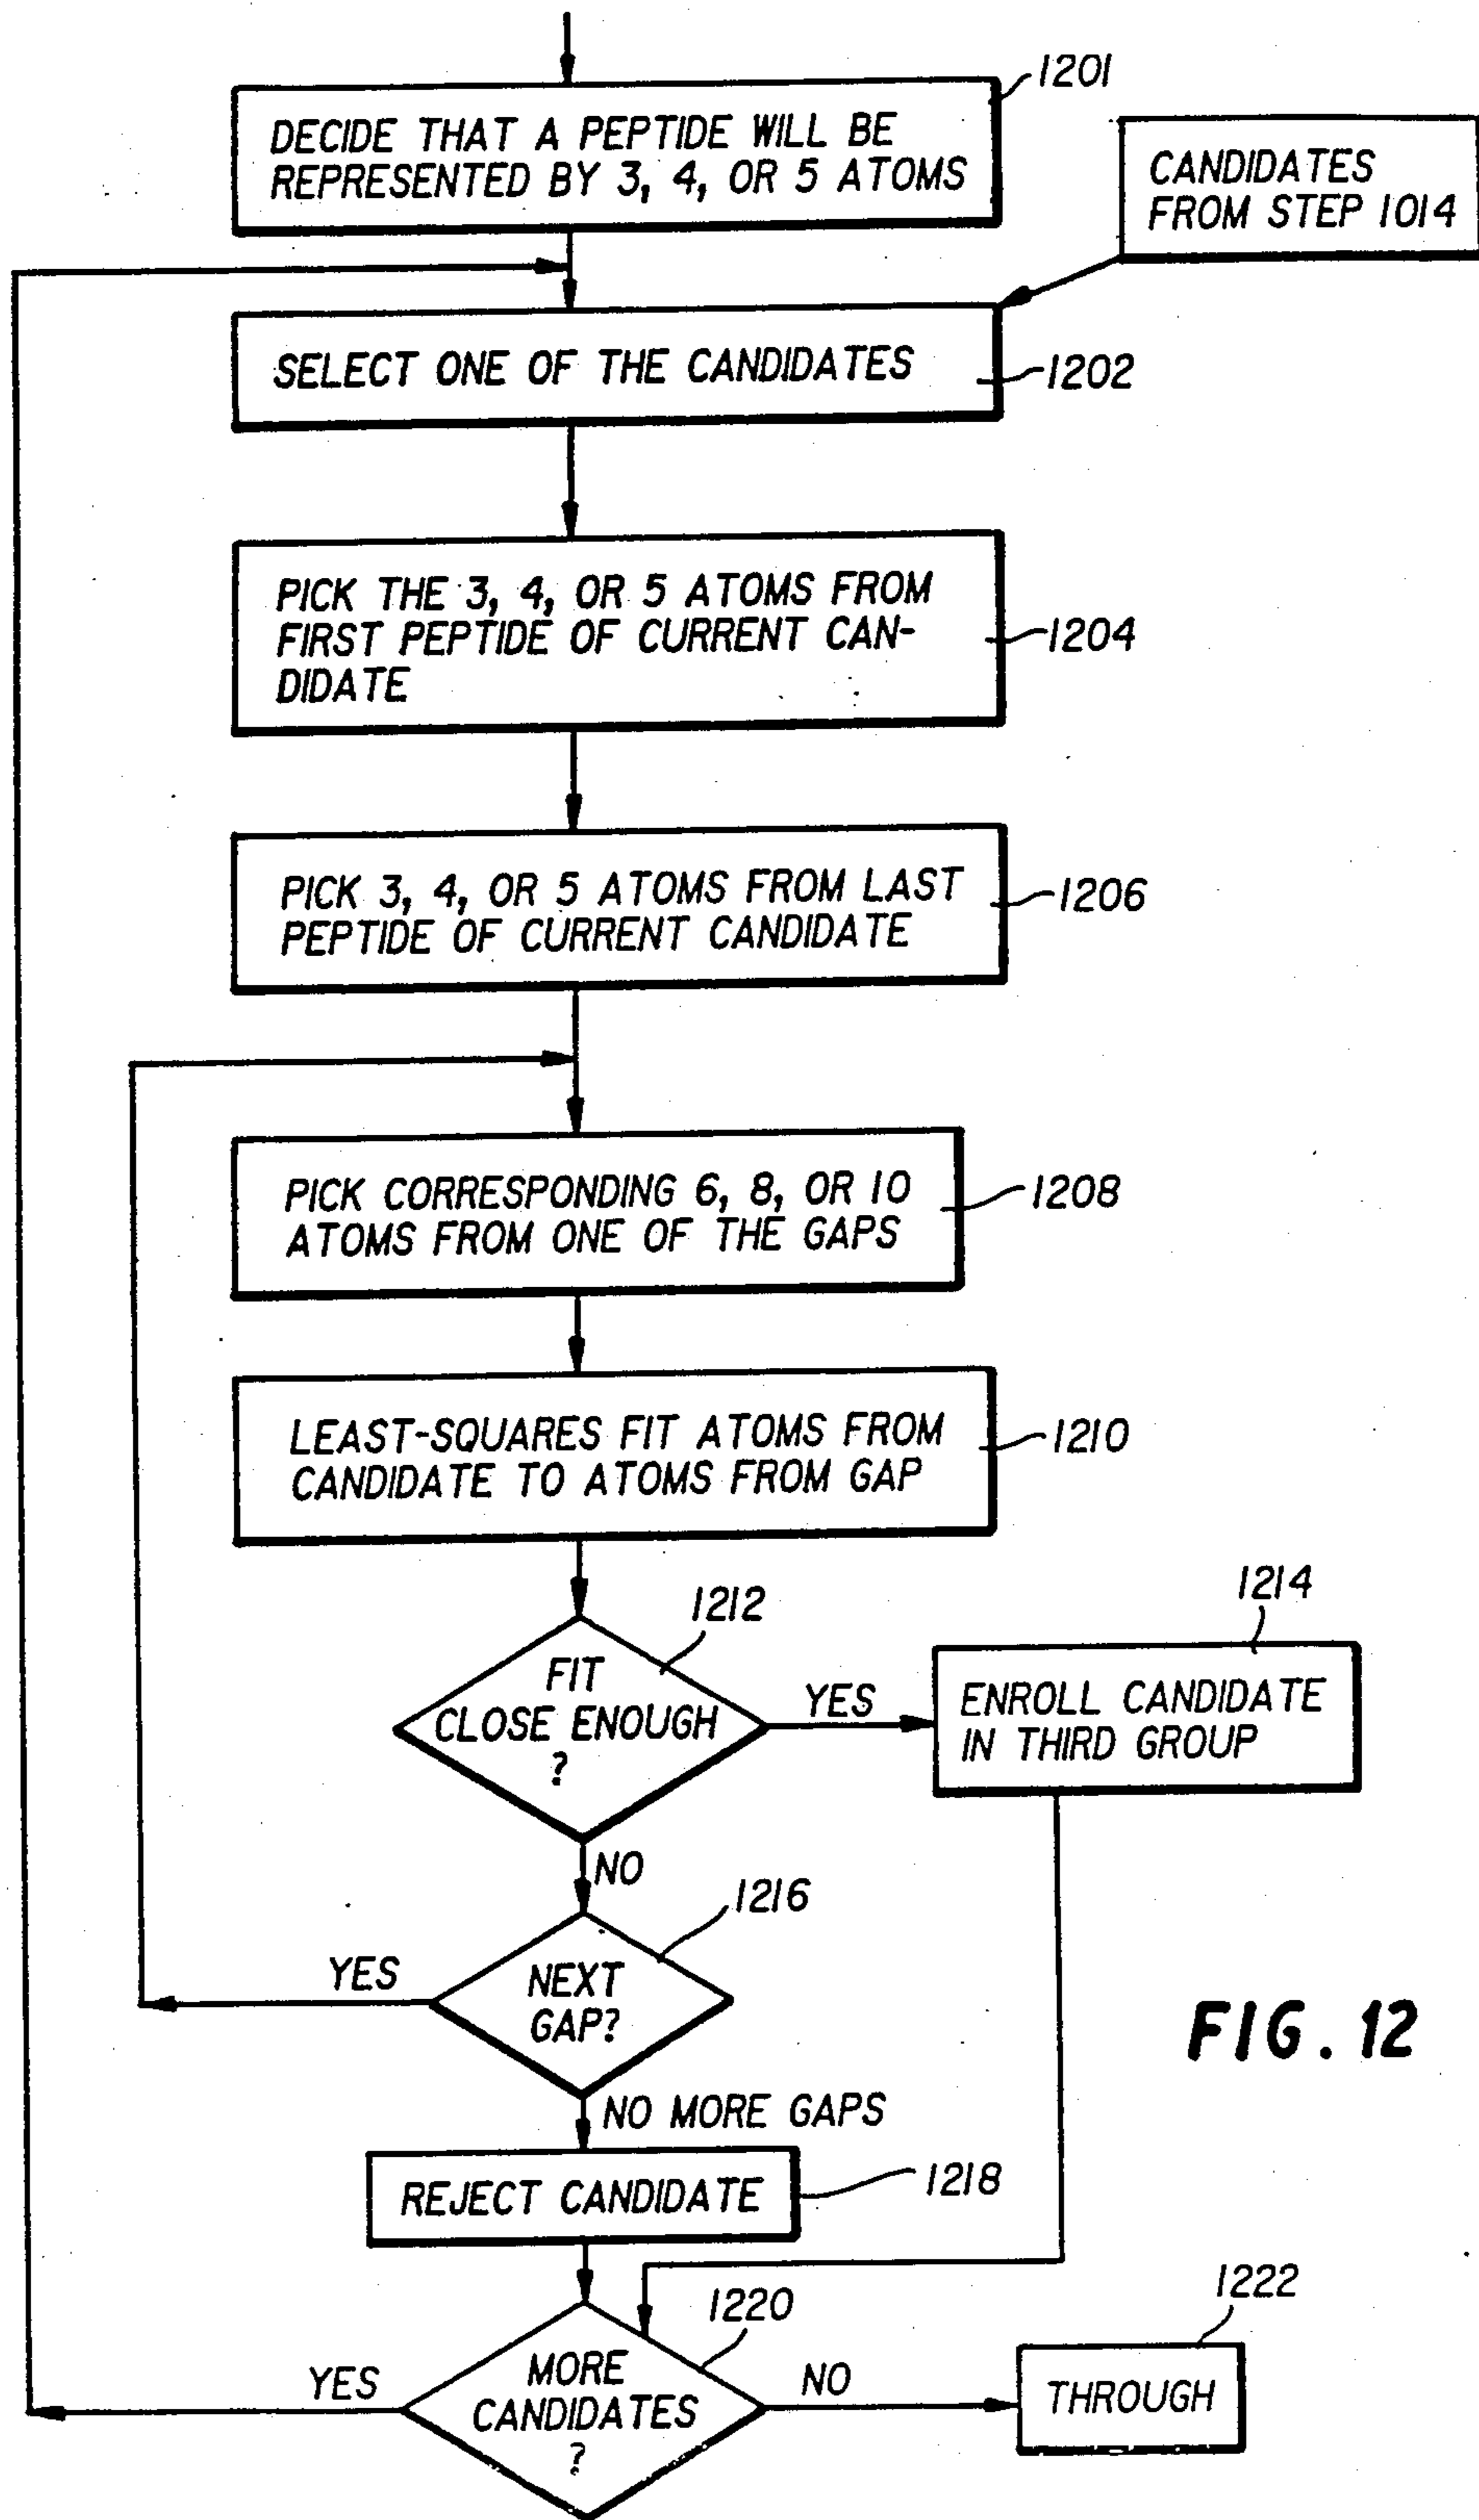 1201
DECIDE THAT A PEPTIDE WILL BE
REPRESENTED BY 3, 4, OR 5 ATOMS
CANDIDATES
FROM STEP 1014
SELECT ONE OF THE CANDIDATES
1202
PICK THE 3, 4, OR 5 ATOMS FROM
FIRST PEPTIDE OF CURRENT CAN-
DIDATE
1204
PICK 3, 4, OR 5 ATOMS FROM LAST
PEPTIDE OF CURRENT CANDIDATE
1206
PICK CORRESPONDING 6, 8, OR 10
ATOMS FROM ONE OF THE GAPS
1208
LEAST-SQUARES FIT ATOMS FROM
CANDIDATE TO ATOMS FROM GAP
1210
1212
FIT
CLOSE ENOUGH
?
YES
1214
ENROLL CANDIDATE
IN THIRD GROUP
NO
1216
NEXT
GAP?
YES
FIG. 12
NO MORE GAPS
REJECT CANDIDATE
1218
1220
MORE
CANDIDATES
?
YES
NO
1222
THROUGH